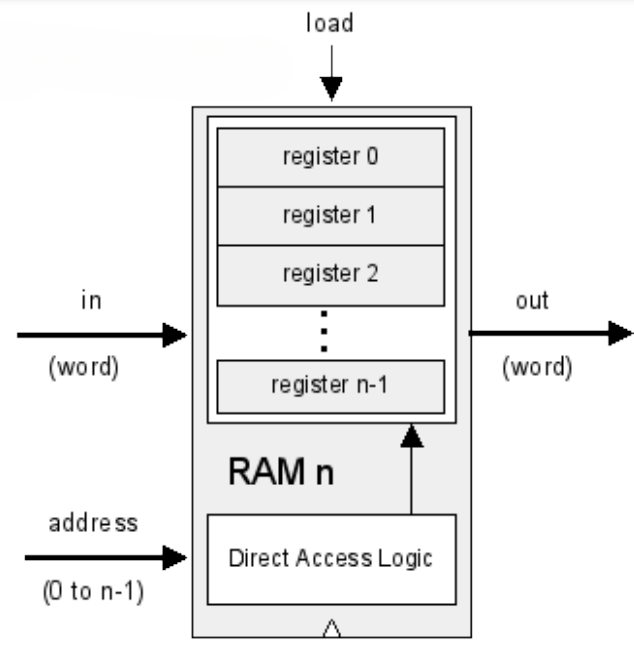 load
register 0
register 1
register 2
in
out
(word)
(word)
register n-1
RAM n
address
Direct Access Logic
(0 to n-1)